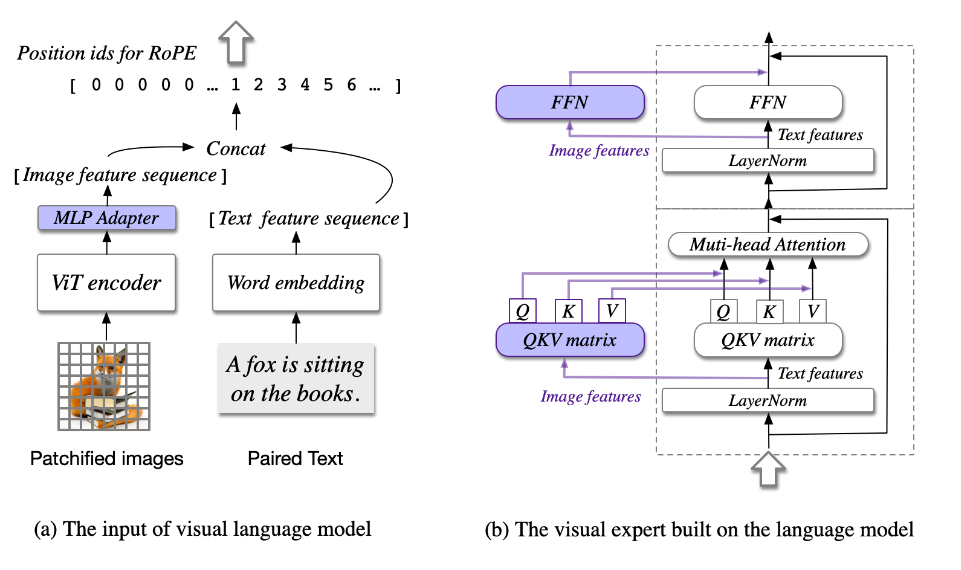 Position ids for RoPE
[ 0 0 0 0 0 ... 1 2 3 4 5 6 ... ]
Concat
[Image feature sequence]
MLP Adapter
[Text feature sequence]
ViT encoder
Word embedding
A fox is sitting
on the books.
Patchified images
Paired Text
(a) The input of visual language model
FFN
FFN
Text features
Image features
LayerNorm
Muti-head Attention
Q K V
Q K V
QKV matrix
QKV matrix
Text features
Image features
LayerNorm
(b) The visual expert built on the language model